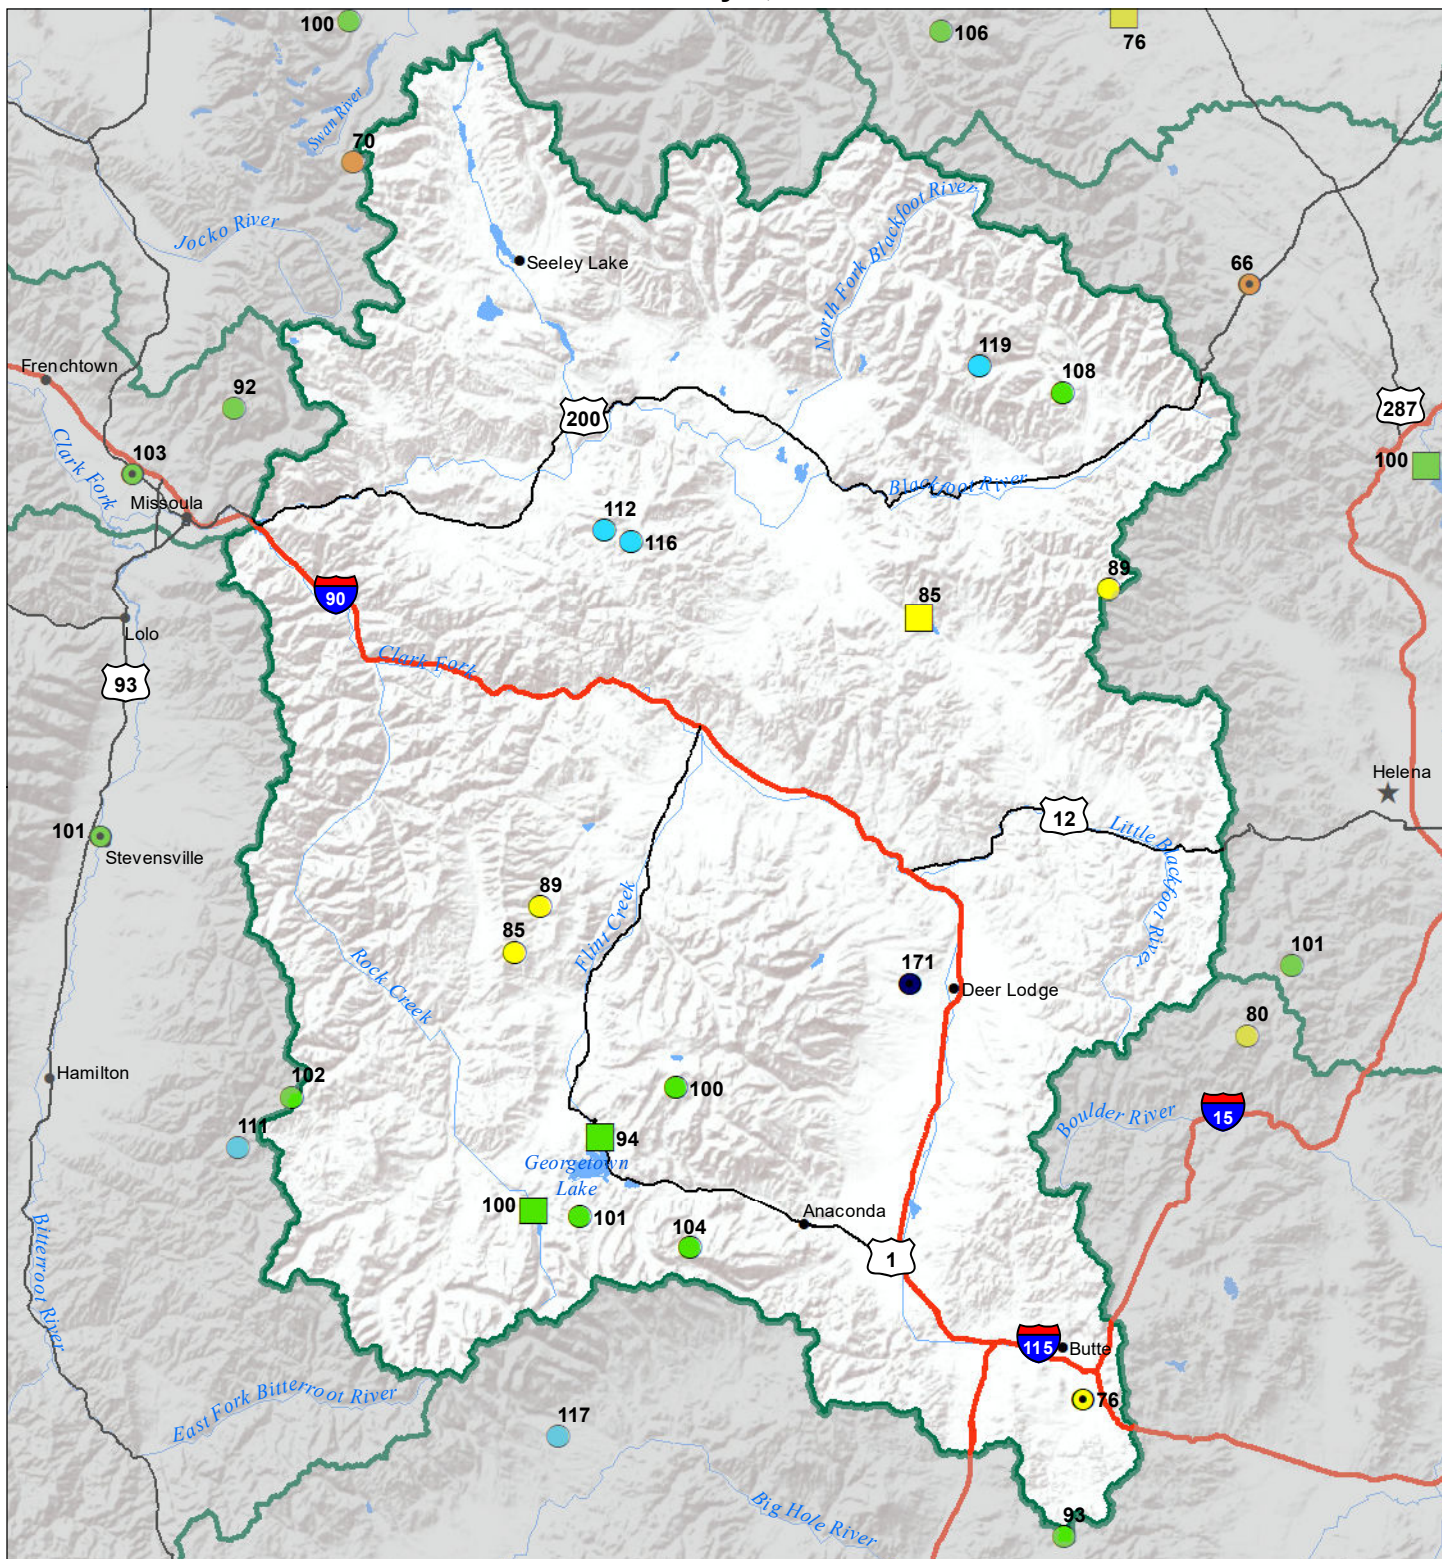 100
106
76
Swan River
70
Jocko River
North Fork Blackfoot River
Seeley Lake
66
119
108
Frenchtown
92
200
287
100
Clark Fork
103
Missoula
Blackfoot River
112
116
89
85
90
Lolo
Clark Fork
93
Helena
12
Little Blackfoot River
101
Stevensville
89
85
Flint Creek
Rock Creek
171
Deer Lodge
101
80
Hamilton
102
100
15
Boulder River
111
94
Georgetown
Lake
100
101
104
Anaconda
1
Bitterroot River
115
Butte
76
East Fork Bitterroot River
117
Big Hole River
93